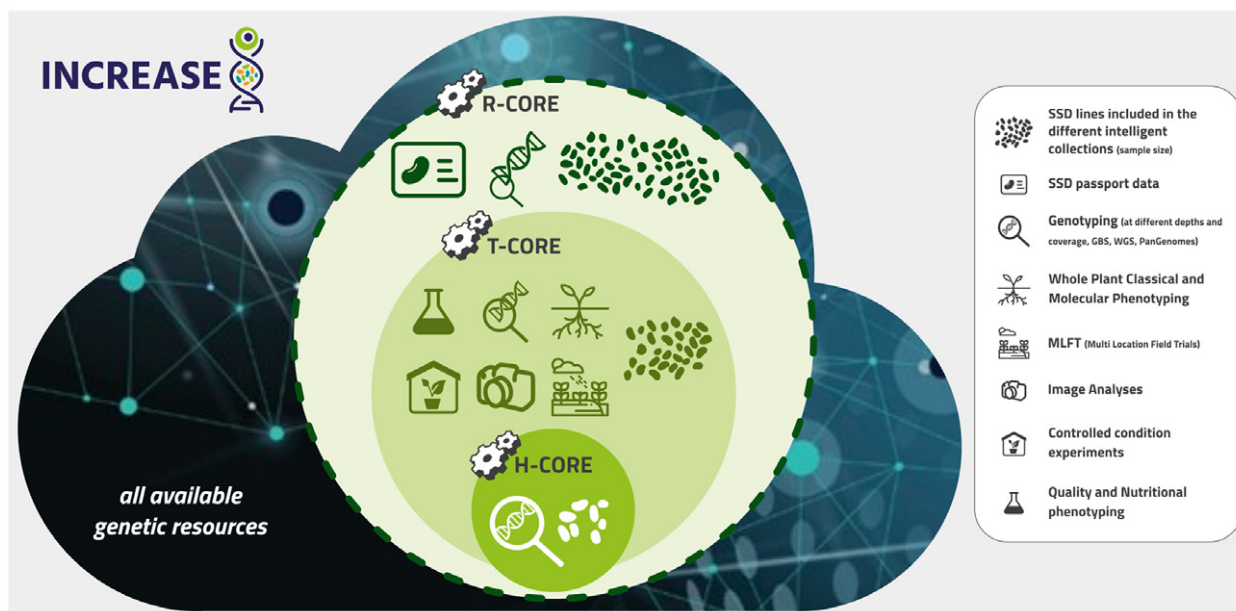 INCREASE
R-CORE
T-CORE
H-CORE
all available
genetic resources
SSD lines included in the
different intelligent
collections (sample size)
SSD passport data
Genotyping (at different depths and
coverage, GBS, WGS, PanGenomes)
Whole Plant Classical and
Molecular Phenotyping
MLFT (Multi Location Field Trials)
Image Analyses
Controlled condition
experiments
Quality and Nutritional
phenotyping